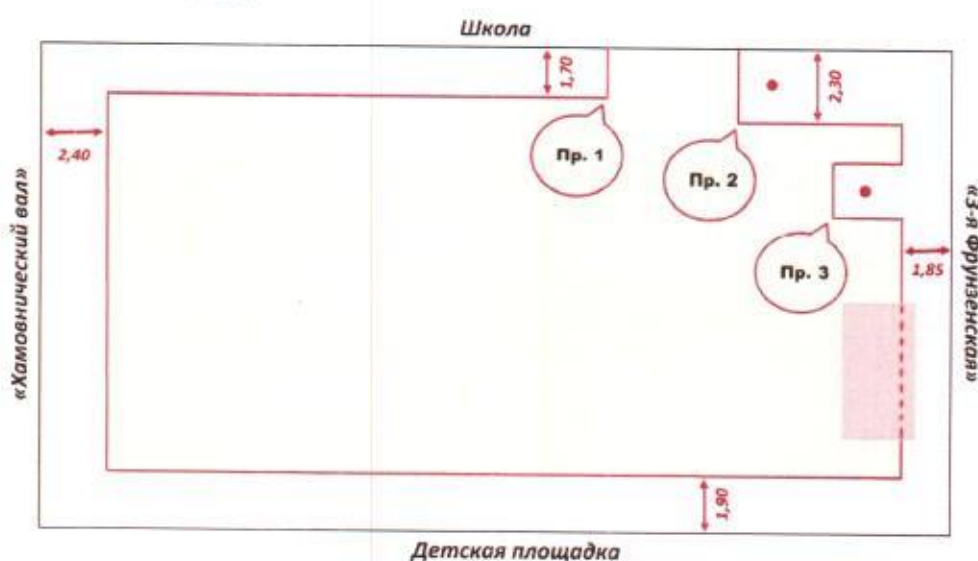 Школа
1,70
2,30
2,40
Пр. 1
Пр. 2
Пр. 3
1,85
«Хамовнический вал»
«3-я Фрунзенская»
1,90
Детская площадка